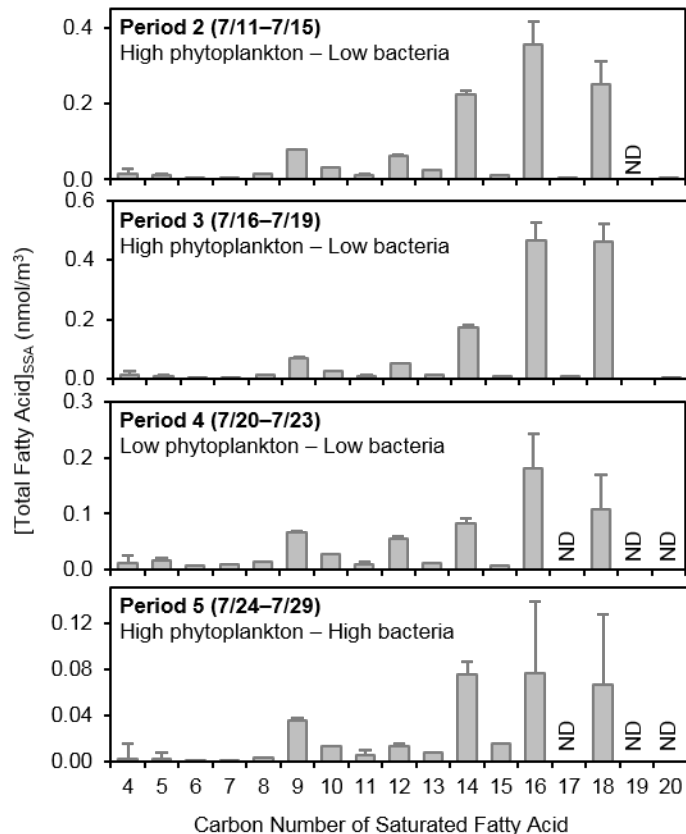 [Total Fatty Acid]SSA (nmol/m³)
Period 2 (7/11–7/15)
High phytoplankton – Low bacteria
0.4
0.2
0.0
ND
Period 3 (7/16–7/19)
High phytoplankton – Low bacteria
0.6
0.4
0.2
0.0
Period 4 (7/20–7/23)
Low phytoplankton – Low bacteria
0.3
0.2
0.1
0.0
ND ND ND
Period 5 (7/24–7/29)
High phytoplankton – High bacteria
0.12
0.08
0.04
0.00
ND ND ND
4 5 6 7 8 9 10 11 12 13 14 15 16 17 18 19 20
Carbon Number of Saturated Fatty Acid